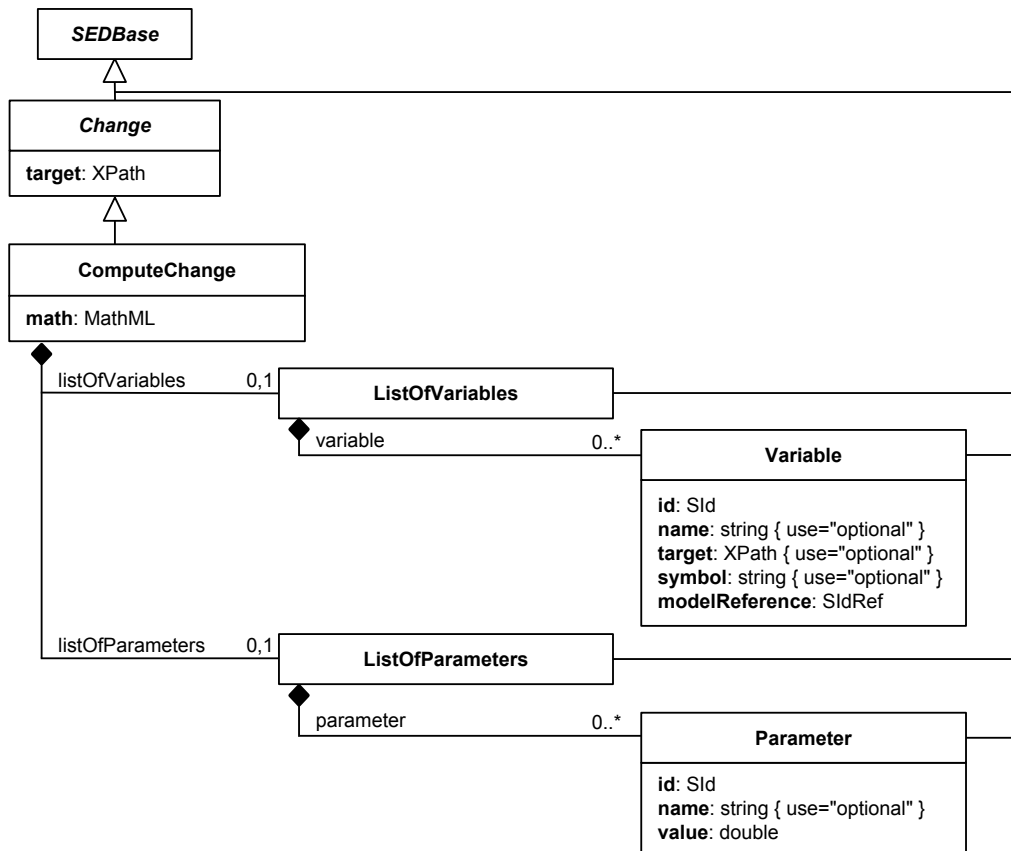 SEDBase
Change
target: XPath
ComputeChange
math: MathML
listOfVariables 0,1
ListOfVariables
variable 0..*
Variable
id: SId
name: string { use="optional" }
target: XPath { use="optional" }
symbol: string { use="optional" }
modelReference: SIdRef
listOfParameters 0,1
ListOfParameters
parameter 0..*
Parameter
id: SId
name: string { use="optional" }
value: double